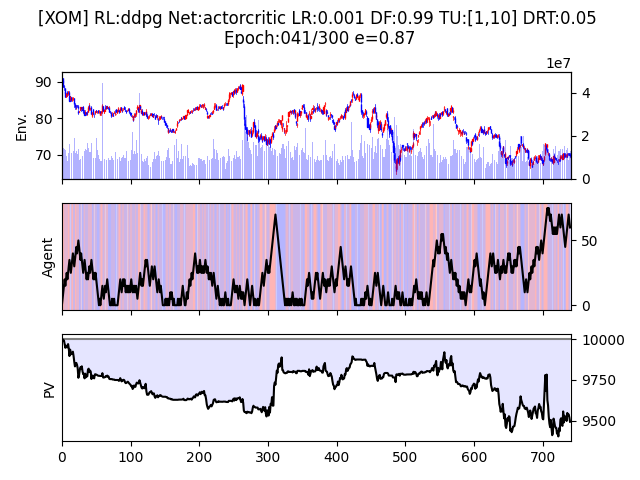 [XOM] RL:ddpg Net:actorcritic LR:0.001 DF:0.99 TU:[1,10] DRT:0.05
Epoch:041/300 e=0.87
1e7
90
80
70
Env.
4
2
0
Agent
50
0
PV
10000
9750
9500
0 100 200 300 400 500 600 700